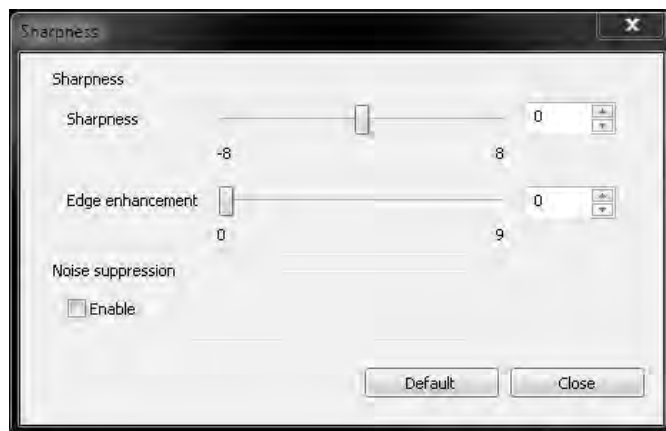 Sharpness
Sharpness
Sharpness 0
-8 8
Edge enhancement 0
0 9
Noise suppression
Enable
Default Close